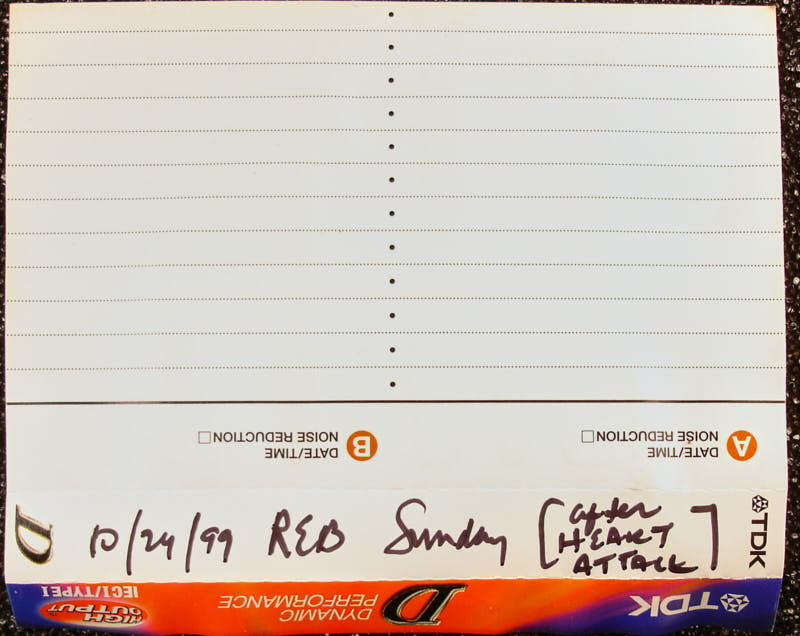 B DATE/TIME
NOISE REDUCTION
A DATE/TIME
NOISE REDUCTION
D 10/24/99 REB Sunday [after
HEART
ATTACK] TDK
HIGH OUTPUT IECI/TYPE I
DYNAMIC PERFORMANCE D
TDK